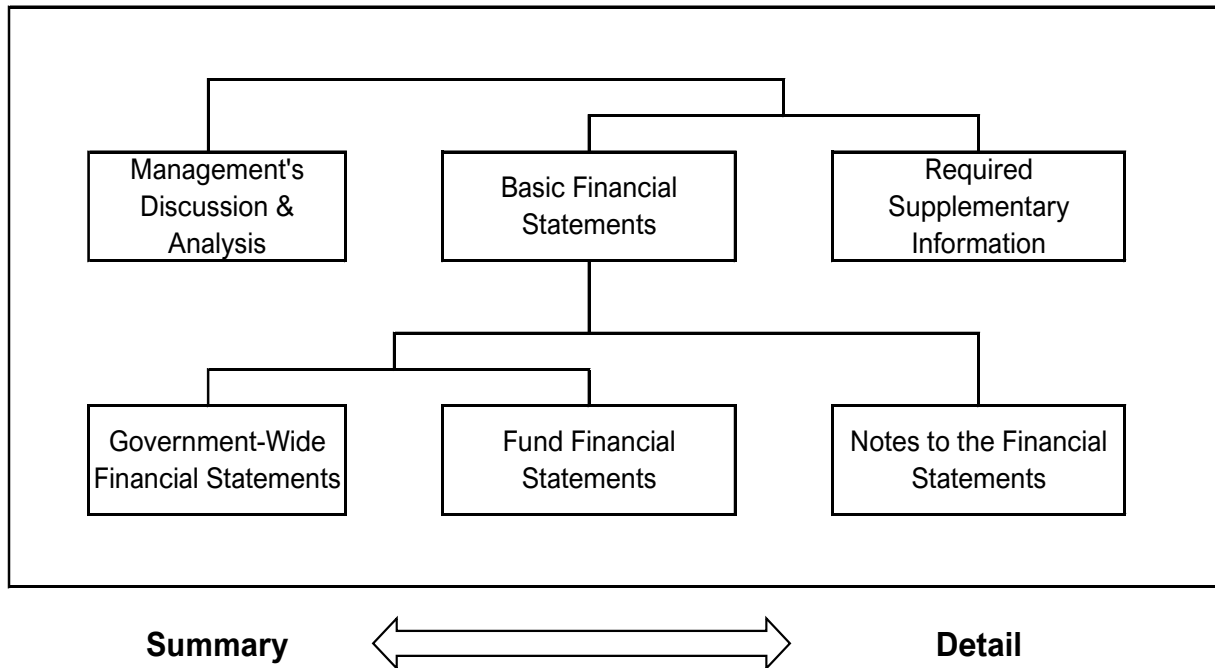 Management's
Discussion &
Analysis
Basic Financial
Statements
Required
Supplementary
Information
Government-Wide
Financial Statements
Fund Financial
Statements
Notes to the Financial
Statements
Summary
Detail